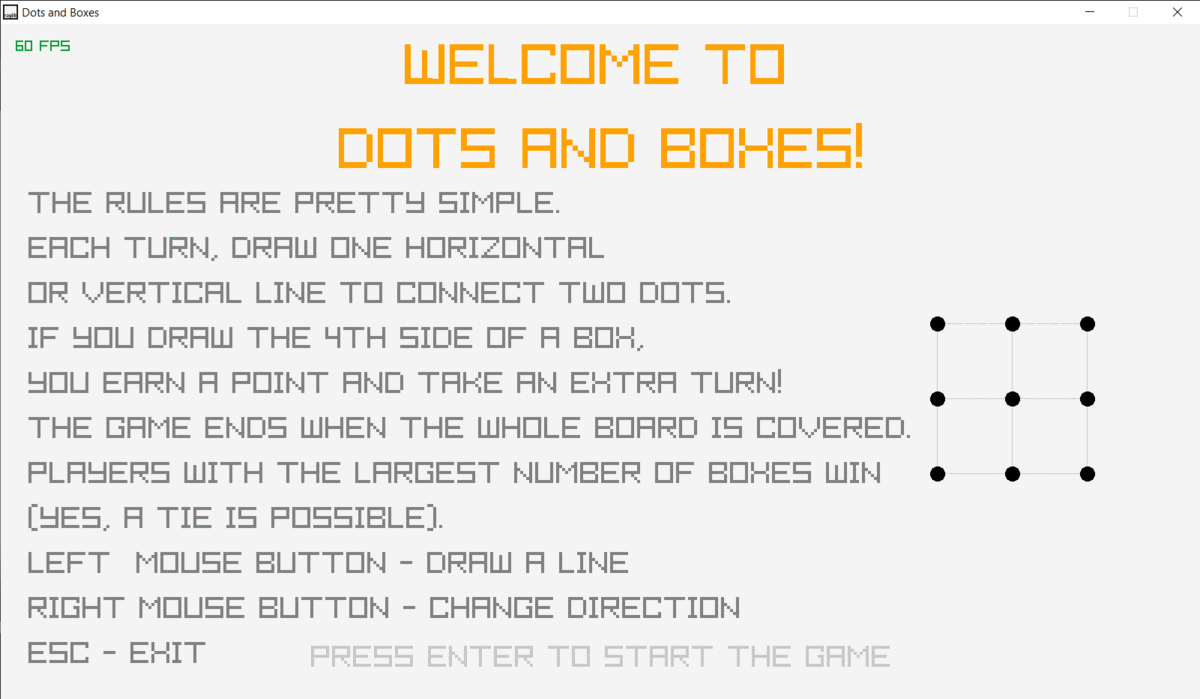 Dots and Boxes
60 FPS
WELCOME TO
DOTS AND BOXES!
THE RULES ARE PRETTY SIMPLE.
EACH TURN, DRAW ONE HORIZONTAL
OR VERTICAL LINE TO CONNECT TWO DOTS.
IF YOU DRAW THE 4TH SIDE OF A BOX,
YOU EARN A POINT AND TAKE AN EXTRA TURN!
THE GAME ENDS WHEN THE WHOLE BOARD IS COVERED.
PLAYERS WITH THE LARGEST NUMBER OF BOXES WIN
(YES, A TIE IS POSSIBLE).
LEFT  MOUSE BUTTON - DRAW A LINE
RIGHT MOUSE BUTTON - CHANGE DIRECTION
ESC - EXIT
PRESS ENTER TO START THE GAME